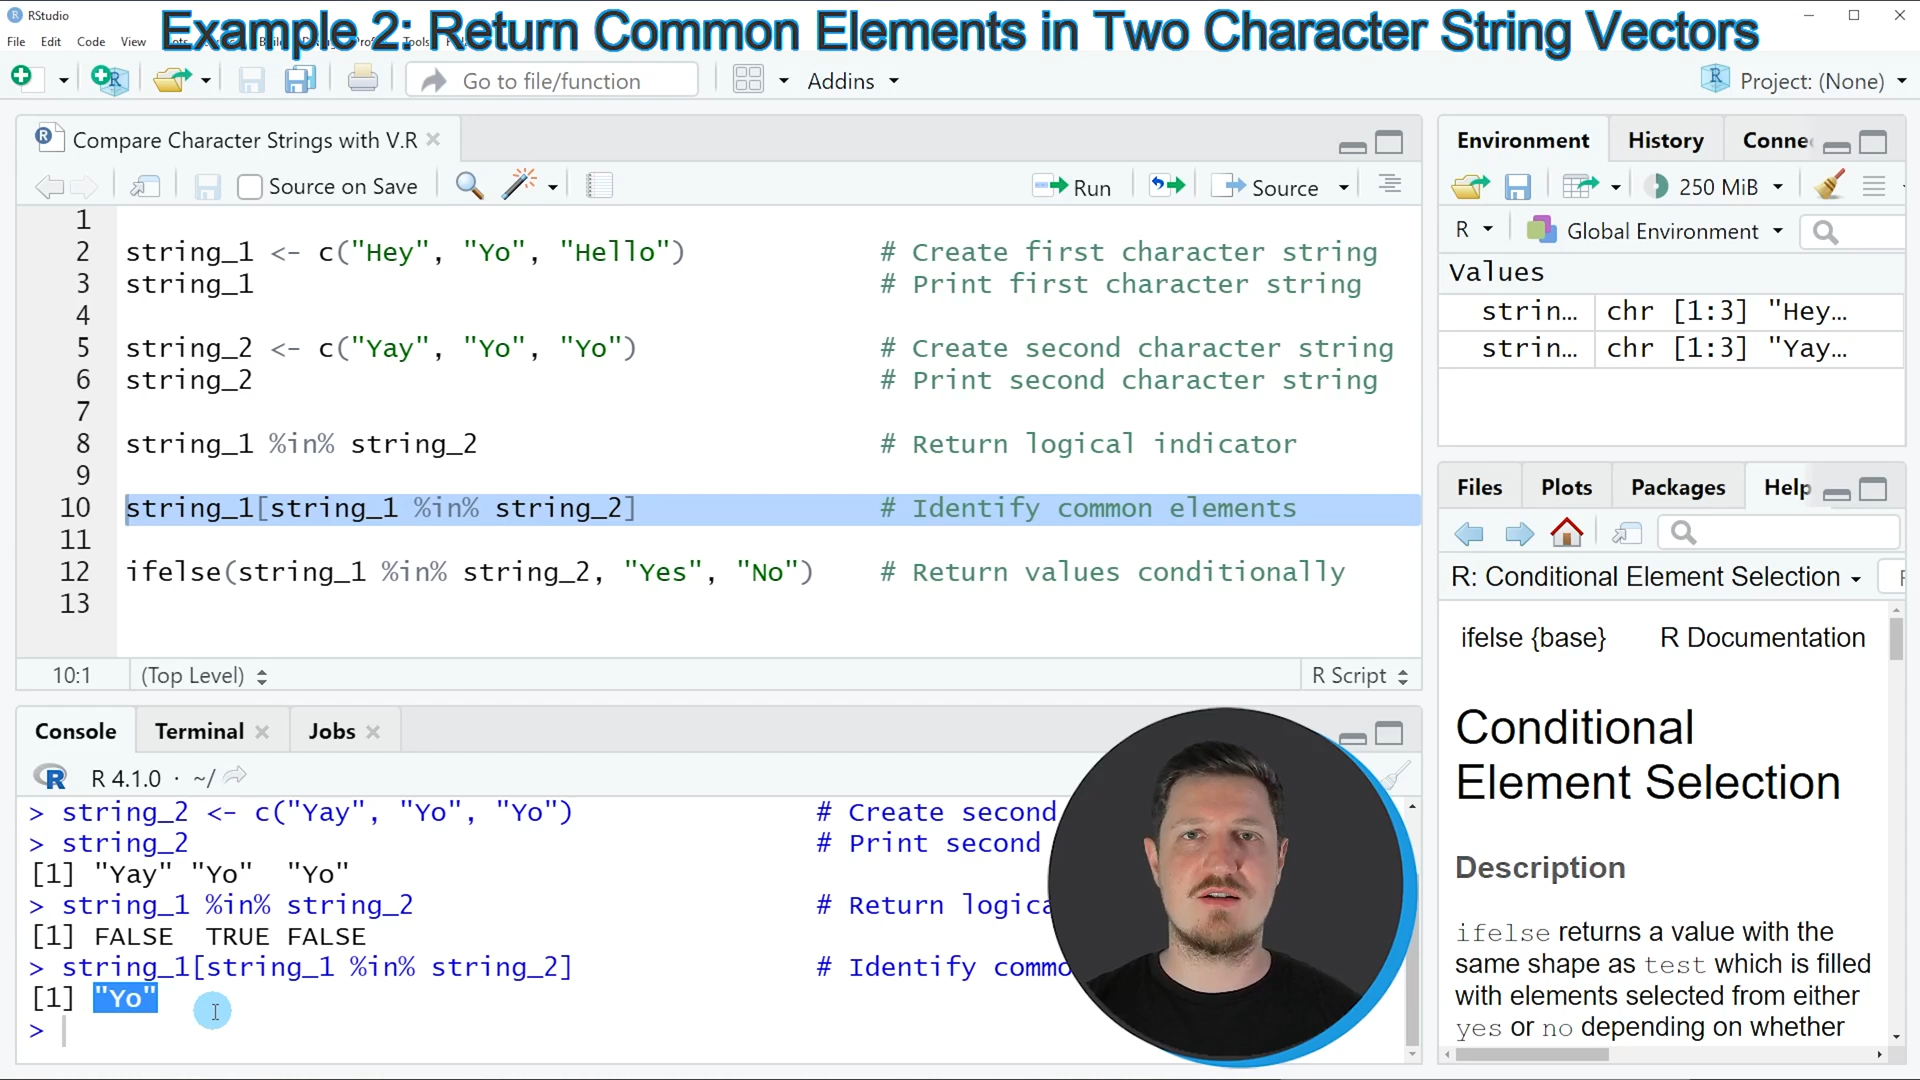 RStudio
Example 2: Return Common Elements in Two Character String Vectors
File Edit Code View Tools
Go to file/function
Addins
Project: (None)
Compare Character Strings with V.R
Source on Save
Run
Source
1
2 string_1 <- c("Hey", "Yo", "Hello") # Create first character string
3 string_1 # Print first character string
4
5 string_2 <- c("Yay", "Yo", "Yo") # Create second character string
6 string_2 # Print second character string
7
8 string_1 %in% string_2 # Return logical indicator
9
10 string_1[string_1 %in% string_2] # Identify common elements
11
12 ifelse(string_1 %in% string_2, "Yes", "No") # Return values conditionally
13
10:1 (Top Level) R Script
Console Terminal Jobs
R 4.1.0 · ~/
> string_2 <- c("Yay", "Yo", "Yo") # Create second
> string_2 # Print second
[1] "Yay" "Yo" "Yo"
> string_1 %in% string_2 # Return logica
[1] FALSE TRUE FALSE
> string_1[string_1 %in% string_2] # Identify commo
[1] "Yo"
>
Environment History Conne
250 MiB
R Global Environment
Values
strin… chr [1:3] "Hey…
strin… chr [1:3] "Yay…
Files Plots Packages Help
R: Conditional Element Selection
ifelse {base} R Documentation
Conditional
Element Selection
Description
ifelse returns a value with the
same shape as test which is filled
with elements selected from either
yes or no depending on whether